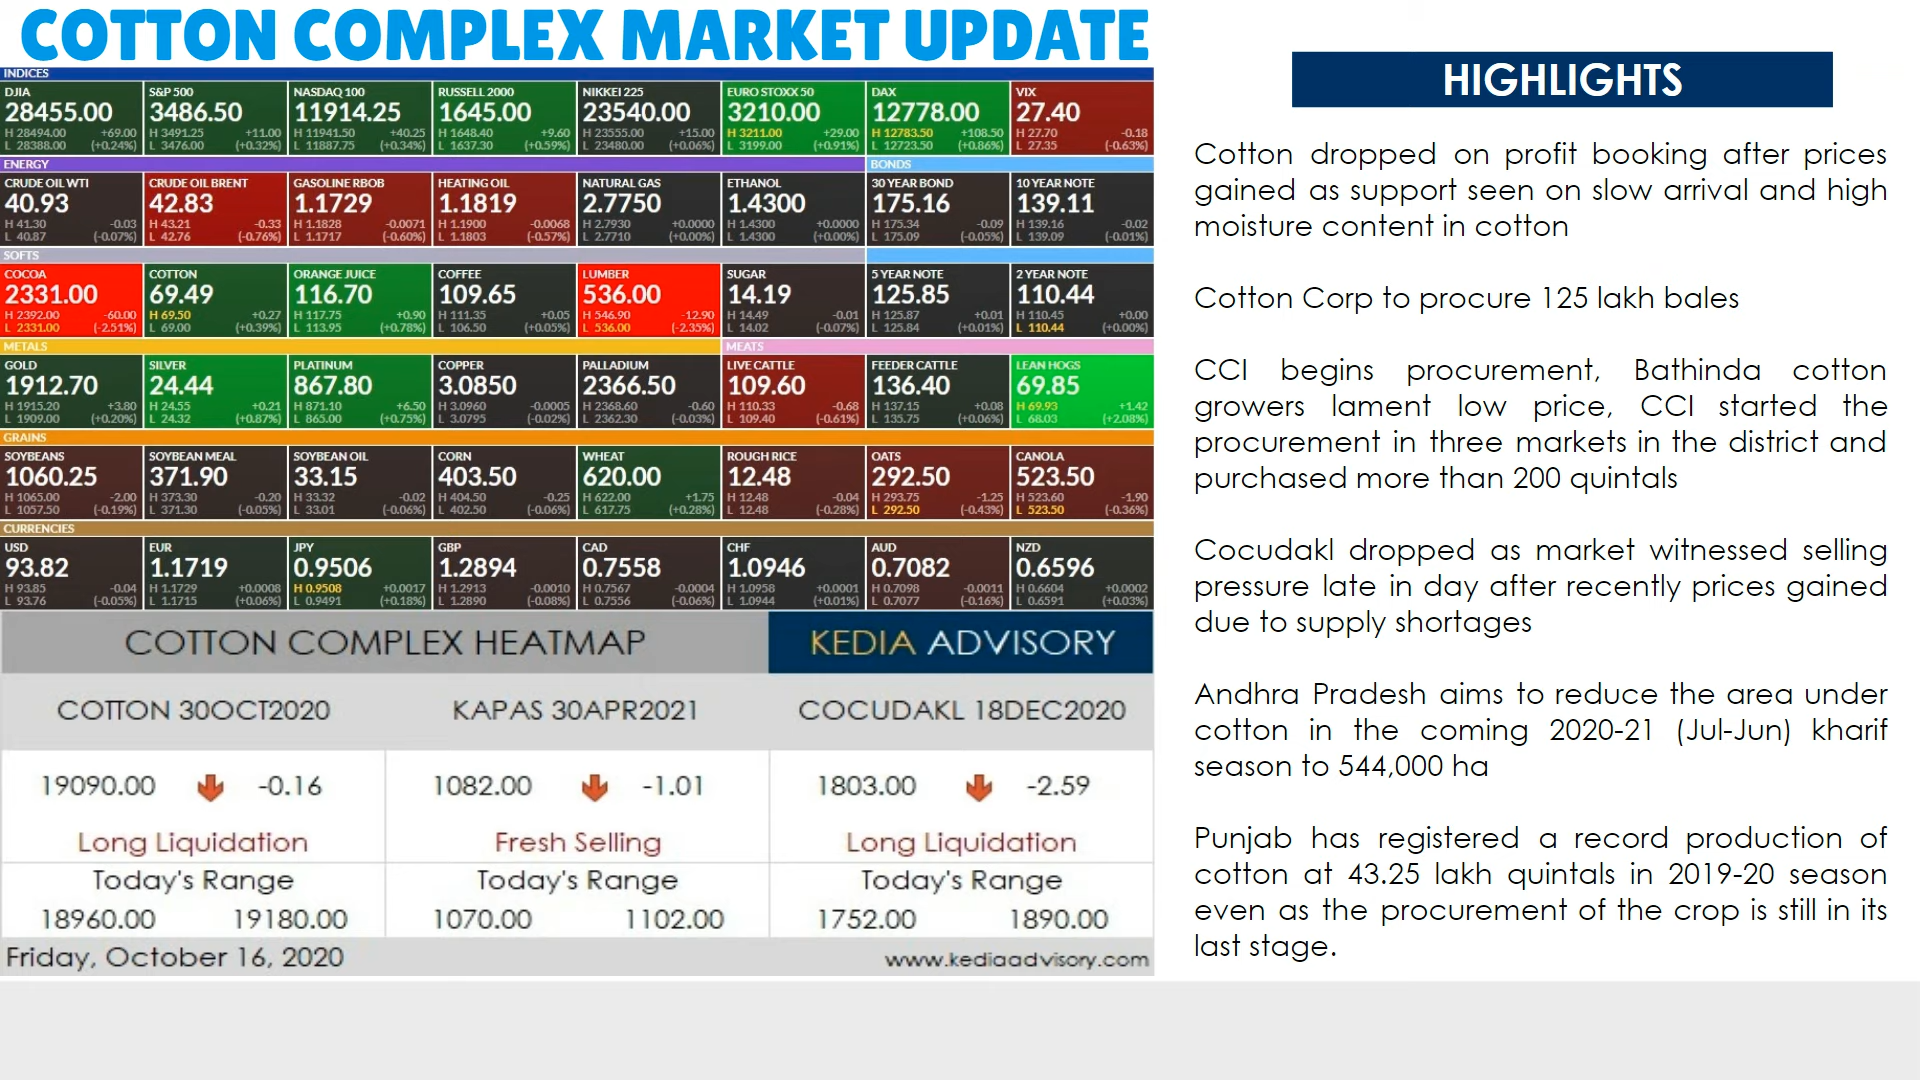 COTTON COMPLEX MARKET UPDATE
INDICES
DJIA
28455.00
H 28494.00 +69.00
L 28388.00 (+0.24%)
S&P 500
3486.50
H 3491.25 +11.00
L 3476.00 (+0.32%)
NASDAQ 100
11914.25
H 11941.50 +40.25
L 11887.75 (+0.34%)
RUSSELL 2000
1645.00
H 1648.40 +9.60
L 1637.30 (+0.59%)
NIKKEI 225
23540.00
H 23555.00 +15.00
L 23480.00 (+0.06%)
EURO STOXX 50
3210.00
H 3211.00 +29.00
L 3199.00 (+0.91%)
DAX
12778.00
H 12783.50 +108.50
L 12723.50 (+0.86%)
VIX
27.40
H 27.70 -0.18
L 27.35 (-0.63%)
ENERGY
CRUDE OIL WTI
40.93
H 41.30 -0.03
L 40.87 (-0.07%)
CRUDE OIL BRENT
42.83
H 43.21 -0.33
L 42.76 (-0.76%)
GASOLINE RBOB
1.1729
H 1.1828 -0.0071
L 1.1717 (-0.60%)
HEATING OIL
1.1819
H 1.1900 -0.0068
L 1.1803 (-0.57%)
NATURAL GAS
2.7750
H 2.7930 +0.0000
L 2.7710 (+0.00%)
ETHANOL
1.4300
H 1.4300 +0.0000
L 1.4300 (+0.00%)
BONDS
30 YEAR BOND
175.16
H 175.34 -0.09
L 175.09 (-0.05%)
10 YEAR NOTE
139.11
H 139.16 -0.02
L 139.09 (-0.01%)
SOFTS
COCOA
2331.00
H 2392.00 -60.00
L 2331.00 (-2.51%)
COTTON
69.49
H 69.50 +0.27
L 69.00 (+0.39%)
ORANGE JUICE
116.70
H 117.75 +0.90
L 113.95 (+0.78%)
COFFEE
109.65
H 111.35 +0.05
L 106.50 (+0.05%)
LUMBER
536.00
H 546.90 -12.90
L 536.00 (-2.35%)
SUGAR
14.19
H 14.49 -0.01
L 14.02 (-0.07%)
5 YEAR NOTE
125.85
H 125.87 +0.01
L 125.84 (+0.01%)
2 YEAR NOTE
110.44
H 110.45 +0.00
L 110.44 (+0.00%)
METALS
GOLD
1912.70
H 1915.20 +3.80
L 1909.00 (+0.20%)
SILVER
24.44
H 24.55 +0.21
L 24.32 (+0.87%)
PLATINUM
867.80
H 871.10 +6.50
L 865.00 (+0.75%)
COPPER
3.0850
H 3.0960 -0.0005
L 3.0795 (-0.02%)
PALLADIUM
2366.50
H 2368.60 -0.60
L 2362.30 (-0.03%)
MEATS
LIVE CATTLE
109.60
H 110.33 -0.68
L 109.40 (-0.61%)
FEEDER CATTLE
136.40
H 137.15 +0.08
L 135.75 (+0.06%)
LEAN HOGS
69.85
H 69.93 +1.42
L 68.03 (+2.08%)
GRAINS
SOYBEANS
1060.25
H 1065.00 -2.00
L 1057.50 (-0.19%)
SOYBEAN MEAL
371.90
H 373.30 -0.20
L 371.30 (-0.05%)
SOYBEAN OIL
33.15
H 33.32 -0.02
L 33.01 (-0.06%)
CORN
403.50
H 404.50 -0.25
L 402.50 (-0.06%)
WHEAT
620.00
H 622.00 +1.75
L 617.75 (+0.28%)
ROUGH RICE
12.48
H 12.48 -0.04
L 12.48 (-0.28%)
OATS
292.50
H 293.75 -1.25
L 292.50 (-0.43%)
CANOLA
523.50
H 523.60 -1.90
L 523.50 (-0.36%)
CURRENCIES
USD
93.82
H 93.85 -0.04
L 93.76 (-0.05%)
EUR
1.1719
H 1.1729 +0.0008
L 1.1715 (+0.06%)
JPY
0.9506
H 0.9508 +0.0017
L 0.9491 (+0.18%)
GBP
1.2894
H 1.2913 -0.0010
L 1.2890 (-0.08%)
CAD
0.7558
H 0.7567 -0.0004
L 0.7556 (-0.06%)
CHF
1.0946
H 1.0958 +0.0001
L 1.0944 (+0.01%)
AUD
0.7082
H 0.7098 -0.0011
L 0.7077 (-0.16%)
NZD
0.6596
H 0.6604 +0.0002
L 0.6591 (+0.03%)
COTTON COMPLEX HEATMAP
KEDIA ADVISORY
COTTON 30OCT2020
KAPAS 30APR2021
COCUDAKL 18DEC2020
19090.00 -0.16
1082.00 -1.01
1803.00 -2.59
Long Liquidation
Fresh Selling
Long Liquidation
Today's Range
Today's Range
Today's Range
18960.00 19180.00
1070.00 1102.00
1752.00 1890.00
Friday, October 16, 2020
www.kediaadvisory.com
HIGHLIGHTS
Cotton dropped on profit booking after prices
gained as support seen on slow arrival and high
moisture content in cotton
Cotton Corp to procure 125 lakh bales
CCI begins procurement, Bathinda cotton
growers lament low price, CCI started the
procurement in three markets in the district and
purchased more than 200 quintals
Cocudakl dropped as market witnessed selling
pressure late in day after recently prices gained
due to supply shortages
Andhra Pradesh aims to reduce the area under
cotton in the coming 2020-21 (Jul-Jun) kharif
season to 544,000 ha
Punjab has registered a record production of
cotton at 43.25 lakh quintals in 2019-20 season
even as the procurement of the crop is still in its
last stage.